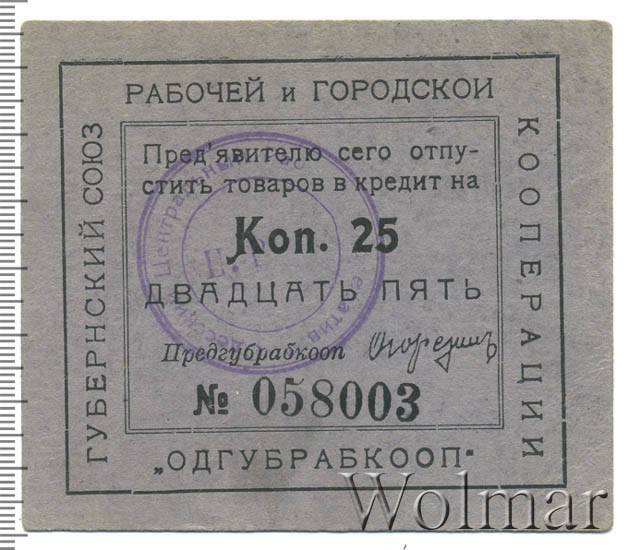 ГУБЕРНСКИЙ СОЮЗ
РАБОЧЕЙ и ГОРОДСКОЙ
КООПЕРАЦИИ
Пред'явителю сего отпу-
стить товаров в кредит на
Коп. 25
ДВАДЦАТЬ ПЯТЬ
Предгубрабкооп
№ 058003
„ОДГУБРАБКООП“
Wolmar